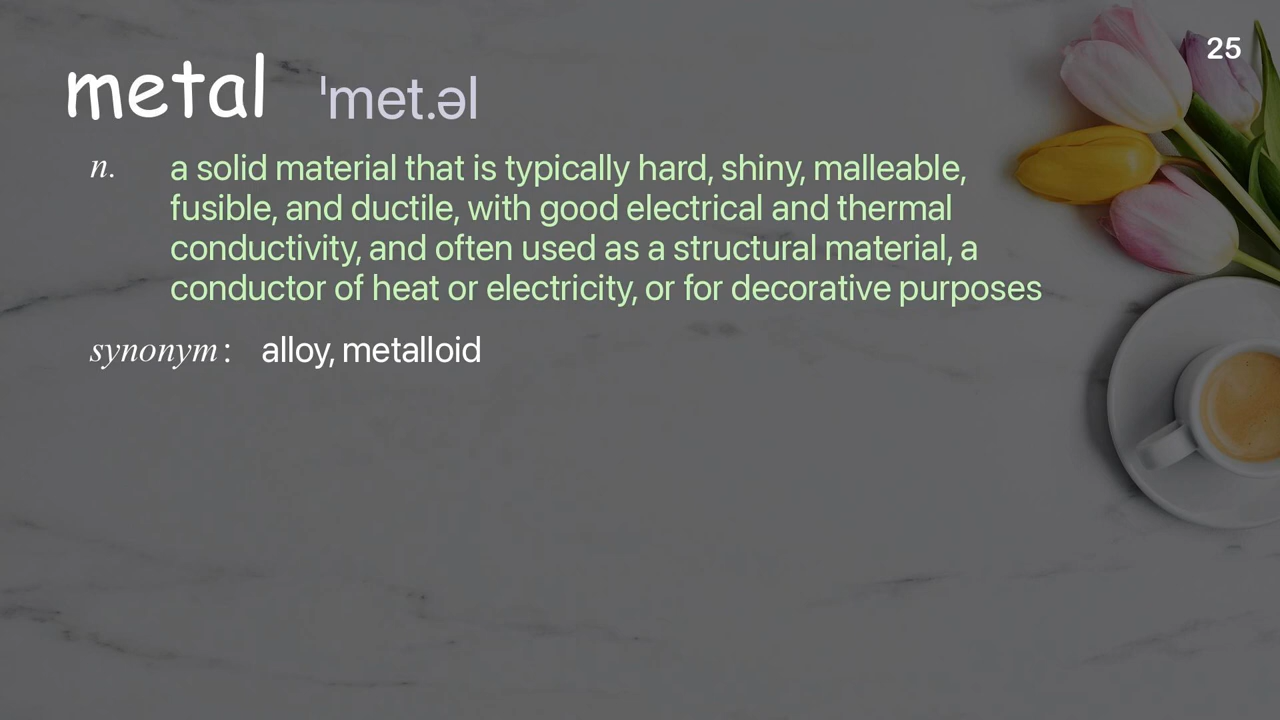 25
metal ˈmet.əl
n. a solid material that is typically hard, shiny, malleable,
fusible, and ductile, with good electrical and thermal
conductivity, and often used as a structural material, a
conductor of heat or electricity, or for decorative purposes
synonym: alloy, metalloid